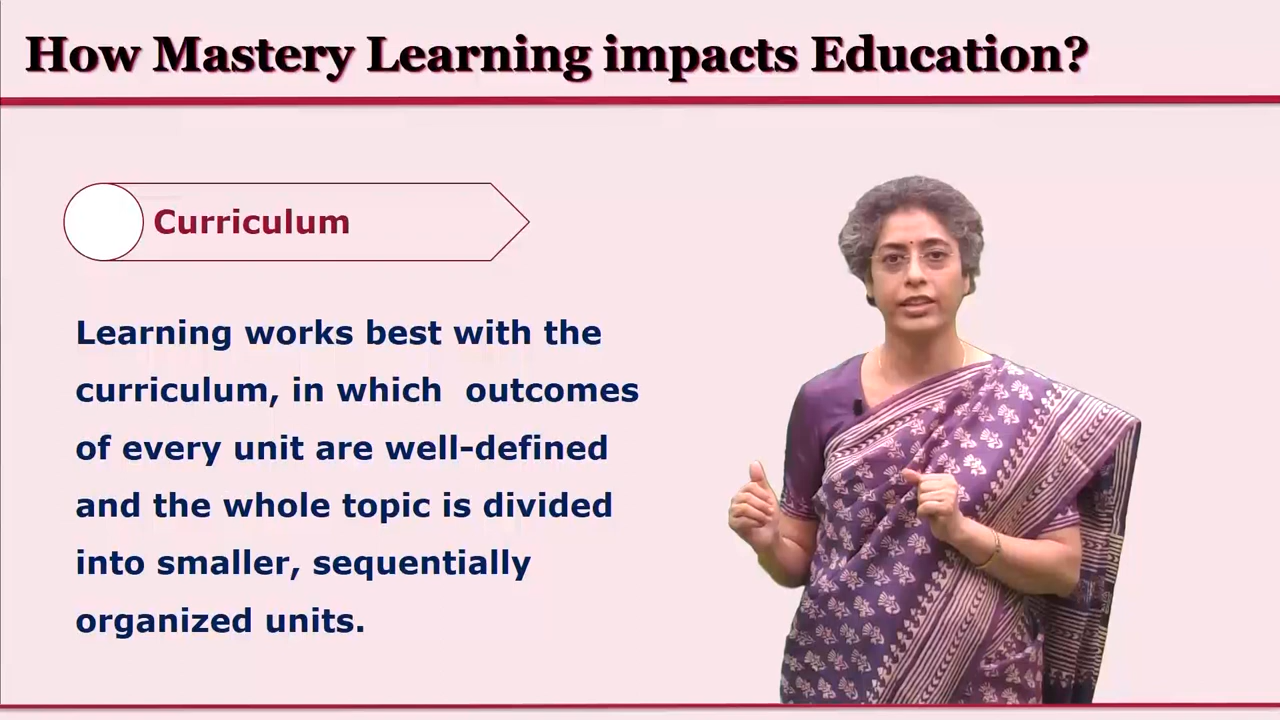 How Mastery Learning impacts Education?
Curriculum
Learning works best with the
curriculum, in which outcomes
of every unit are well-defined
and the whole topic is divided
into smaller, sequentially
organized units.